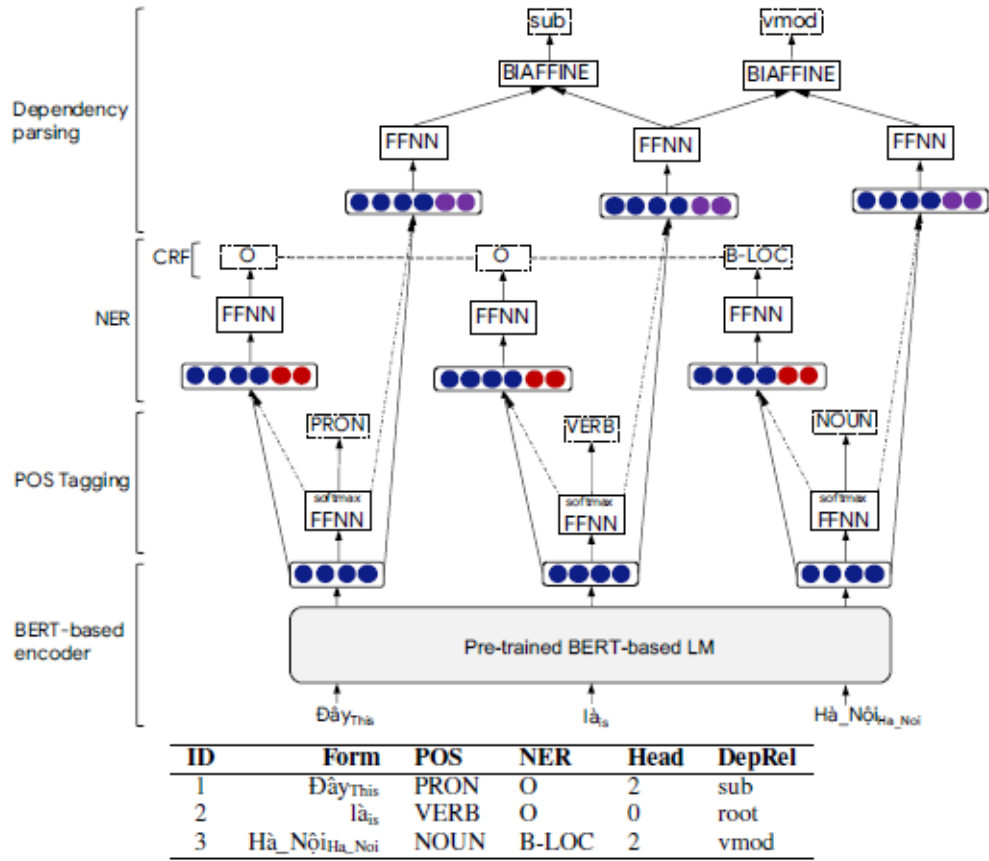 sub vmod
BIAFFINE BIAFFINE
Dependency
parsing
FFNN FFNN FFNN
CRF O O B-LOC
NER FFNN FFNN FFNN
PRON VERB NOUN
POS Tagging
softmax softmax softmax
FFNN FFNN FFNN
BERT-based
encoder
Pre-trained BERT-based LM
ĐâyThis làis Hà_NộiHa_Noi
ID Form POS NER Head DepRel
1 ĐâyThis PRON O 2 sub
2 làis VERB O 0 root
3 Hà_NộiHa_Noi NOUN B-LOC 2 vmod